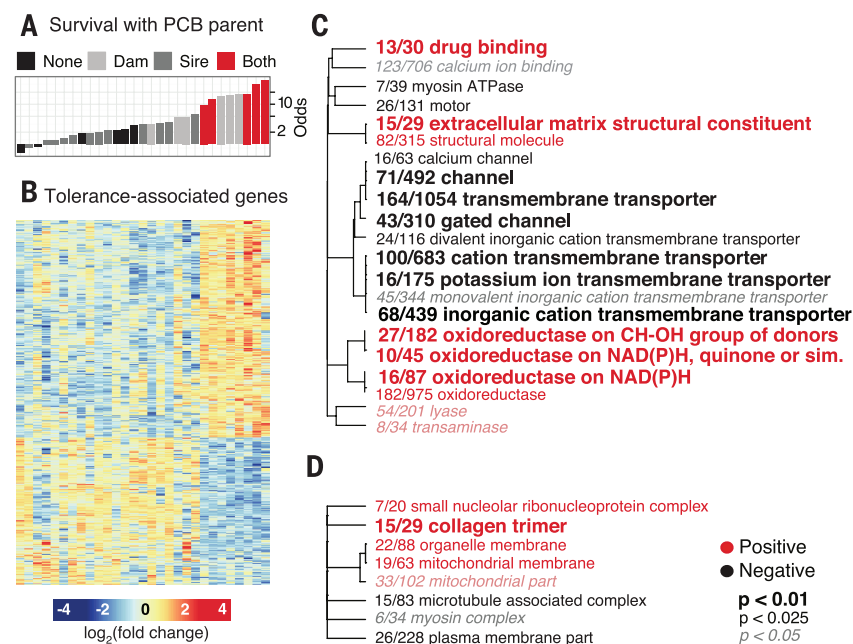 A Survival with PCB parent
None Dam Sire Both
10
2
Odds
B Tolerance-associated genes
-4 -2 0 2 4
log2(fold change)
C
13/30 drug binding
123/706 calcium ion binding
7/39 myosin ATPase
26/131 motor
15/29 extracellular matrix structural constituent
82/315 structural molecule
16/63 calcium channel
71/492 channel
164/1054 transmembrane transporter
43/310 gated channel
24/116 divalent inorganic cation transmembrane transporter
100/683 cation transmembrane transporter
16/175 potassium ion transmembrane transporter
45/344 monovalent inorganic cation transmembrane transporter
68/439 inorganic cation transmembrane transporter
27/182 oxidoreductase on CH-OH group of donors
10/45 oxidoreductase on NAD(P)H, quinone or sim.
16/87 oxidoreductase on NAD(P)H
182/975 oxidoreductase
54/201 lyase
8/34 transaminase
D
7/20 small nucleolar ribonucleoprotein complex
15/29 collagen trimer
22/88 organelle membrane
19/63 mitochondrial membrane
33/102 mitochondrial part
15/83 microtubule associated complex
6/34 myosin complex
26/228 plasma membrane part
Positive
Negative
p < 0.01
p < 0.025
p < 0.05